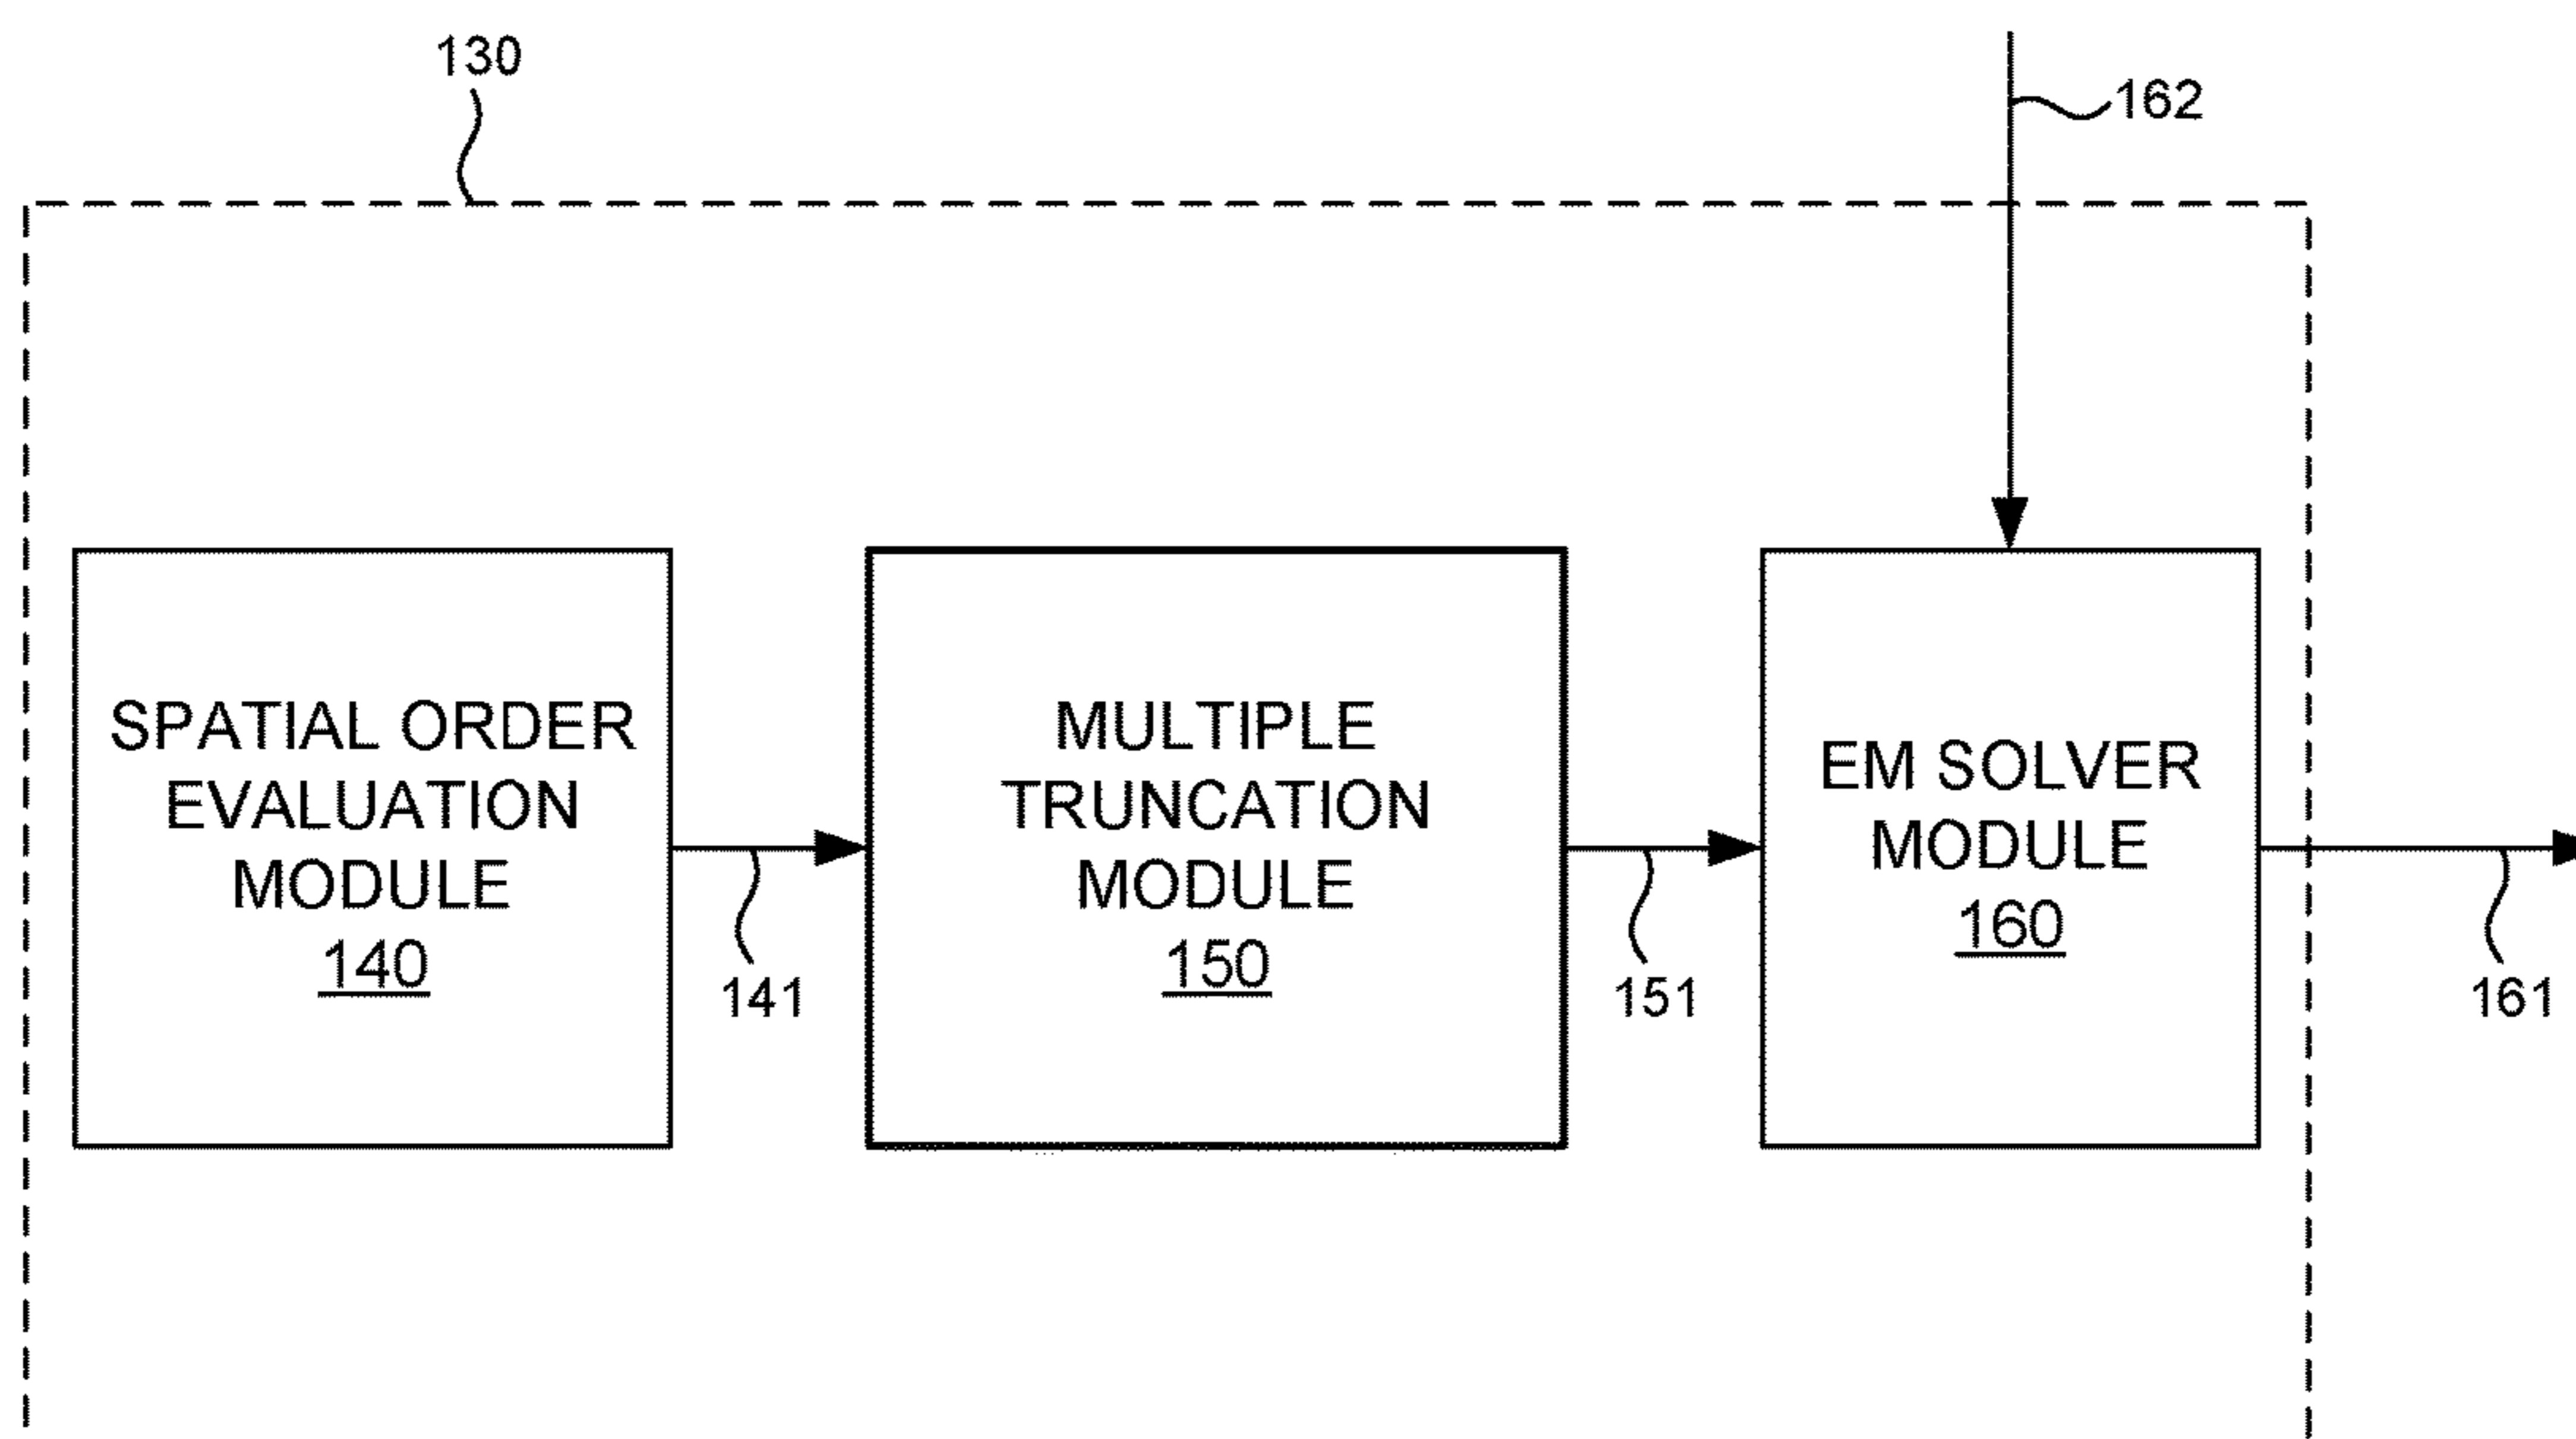 130
162
SPATIAL ORDER
EVALUATION
MODULE
140
141
MULTIPLE
TRUNCATION
MODULE
150
151
EM SOLVER
MODULE
160
161